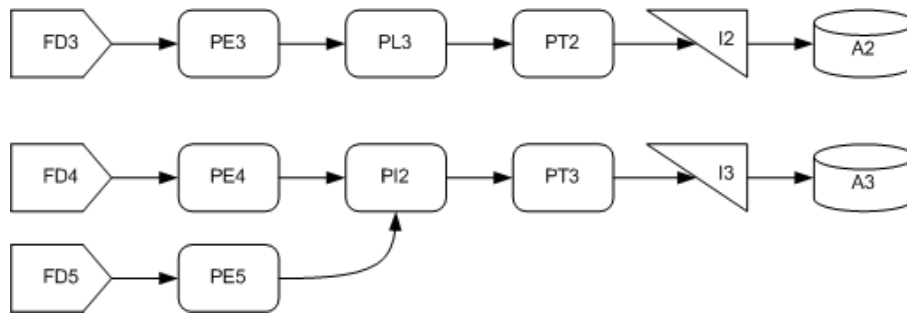 FD3 PE3 PL3 PT2 I2 A2
FD4 PE4 PI2 PT3 I3 A3
FD5 PE5